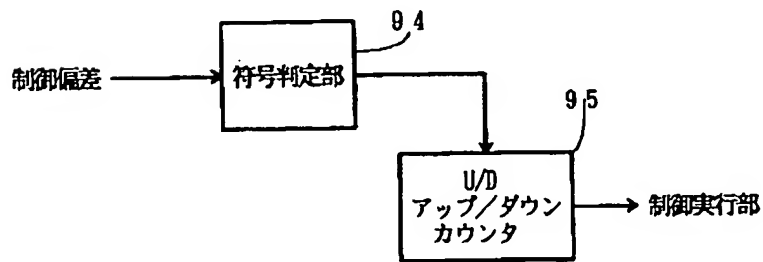 94
制御偏差
符号判定部
95
U/D
アップ/ダウン
カウンタ
制御実行部